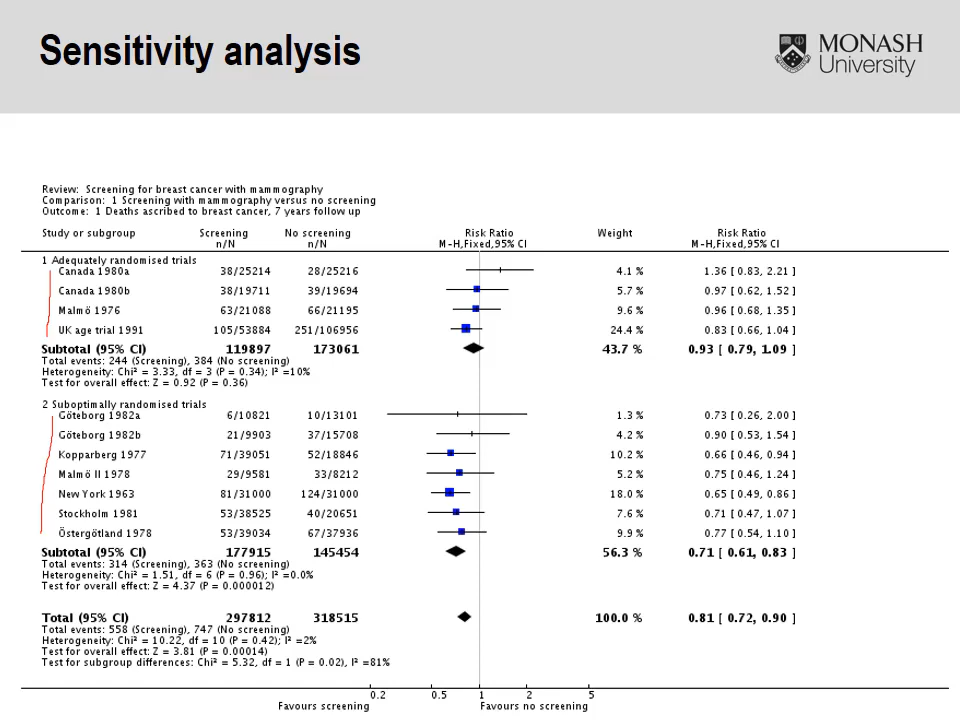 Sensitivity analysis
MONASH
University
Review: Screening for breast cancer with mammography
Comparison: 1 Screening with mammography versus no screening
Outcome: 1 Deaths ascribed to breast cancer, 7 years follow up
Study or subgroup Screening No screening Risk Ratio Weight Risk Ratio
n/N n/N M-H,Fixed,95% CI M-H,Fixed,95% CI
1 Adequately randomised trials
Canada 1980a 38/25214 28/25216 4.1 % 1.36 [ 0.83, 2.21 ]
Canada 1980b 38/19711 39/19694 5.7 % 0.97 [ 0.62, 1.52 ]
Malmö 1976 63/21088 66/21195 9.6 % 0.96 [ 0.68, 1.35 ]
UK age trial 1991 105/53884 251/106956 24.4 % 0.83 [ 0.66, 1.04 ]
Subtotal (95% CI) 119897 173061 43.7 % 0.93 [ 0.79, 1.09 ]
Total events: 244 (Screening), 384 (No screening)
Heterogeneity: Chi² = 3.33, df = 3 (P = 0.34); I² =10%
Test for overall effect: Z = 0.92 (P = 0.36)
2 Suboptimally randomised trials
Göteborg 1982a 6/10821 10/13101 1.3 % 0.73 [ 0.26, 2.00 ]
Göteborg 1982b 21/9903 37/15708 4.2 % 0.90 [ 0.53, 1.54 ]
Kopparberg 1977 71/39051 52/18846 10.2 % 0.66 [ 0.46, 0.94 ]
Malmö II 1978 29/9581 33/8212 5.2 % 0.75 [ 0.46, 1.24 ]
New York 1963 81/31000 124/31000 18.0 % 0.65 [ 0.49, 0.86 ]
Stockholm 1981 53/38525 40/20651 7.6 % 0.71 [ 0.47, 1.07 ]
Östergötland 1978 53/39034 67/37936 9.9 % 0.77 [ 0.54, 1.10 ]
Subtotal (95% CI) 177915 145454 56.3 % 0.71 [ 0.61, 0.83 ]
Total events: 314 (Screening), 363 (No screening)
Heterogeneity: Chi² = 1.51, df = 6 (P = 0.96); I² =0.0%
Test for overall effect: Z = 4.37 (P = 0.000012)
Total (95% CI) 297812 318515 100.0 % 0.81 [ 0.72, 0.90 ]
Total events: 558 (Screening), 747 (No screening)
Heterogeneity: Chi² = 10.22, df = 10 (P = 0.42); I² =2%
Test for overall effect: Z = 3.81 (P = 0.00014)
Test for subgroup differences: Chi² = 5.32, df = 1 (P = 0.02), I² =81%
0.2 0.5 1 2 5
Favours screening Favours no screening